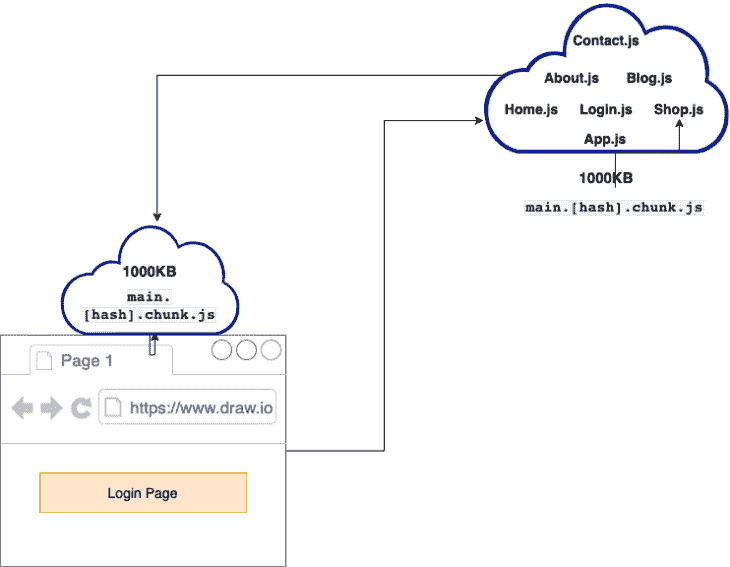 Contact.js
About.js Blog.js
Home.js Login.js Shop.js
App.js
1000KB
main.[hash].chunk.js
1000KB
main.
[hash].chunk.js
Page 1
https://www.draw.io
Login Page